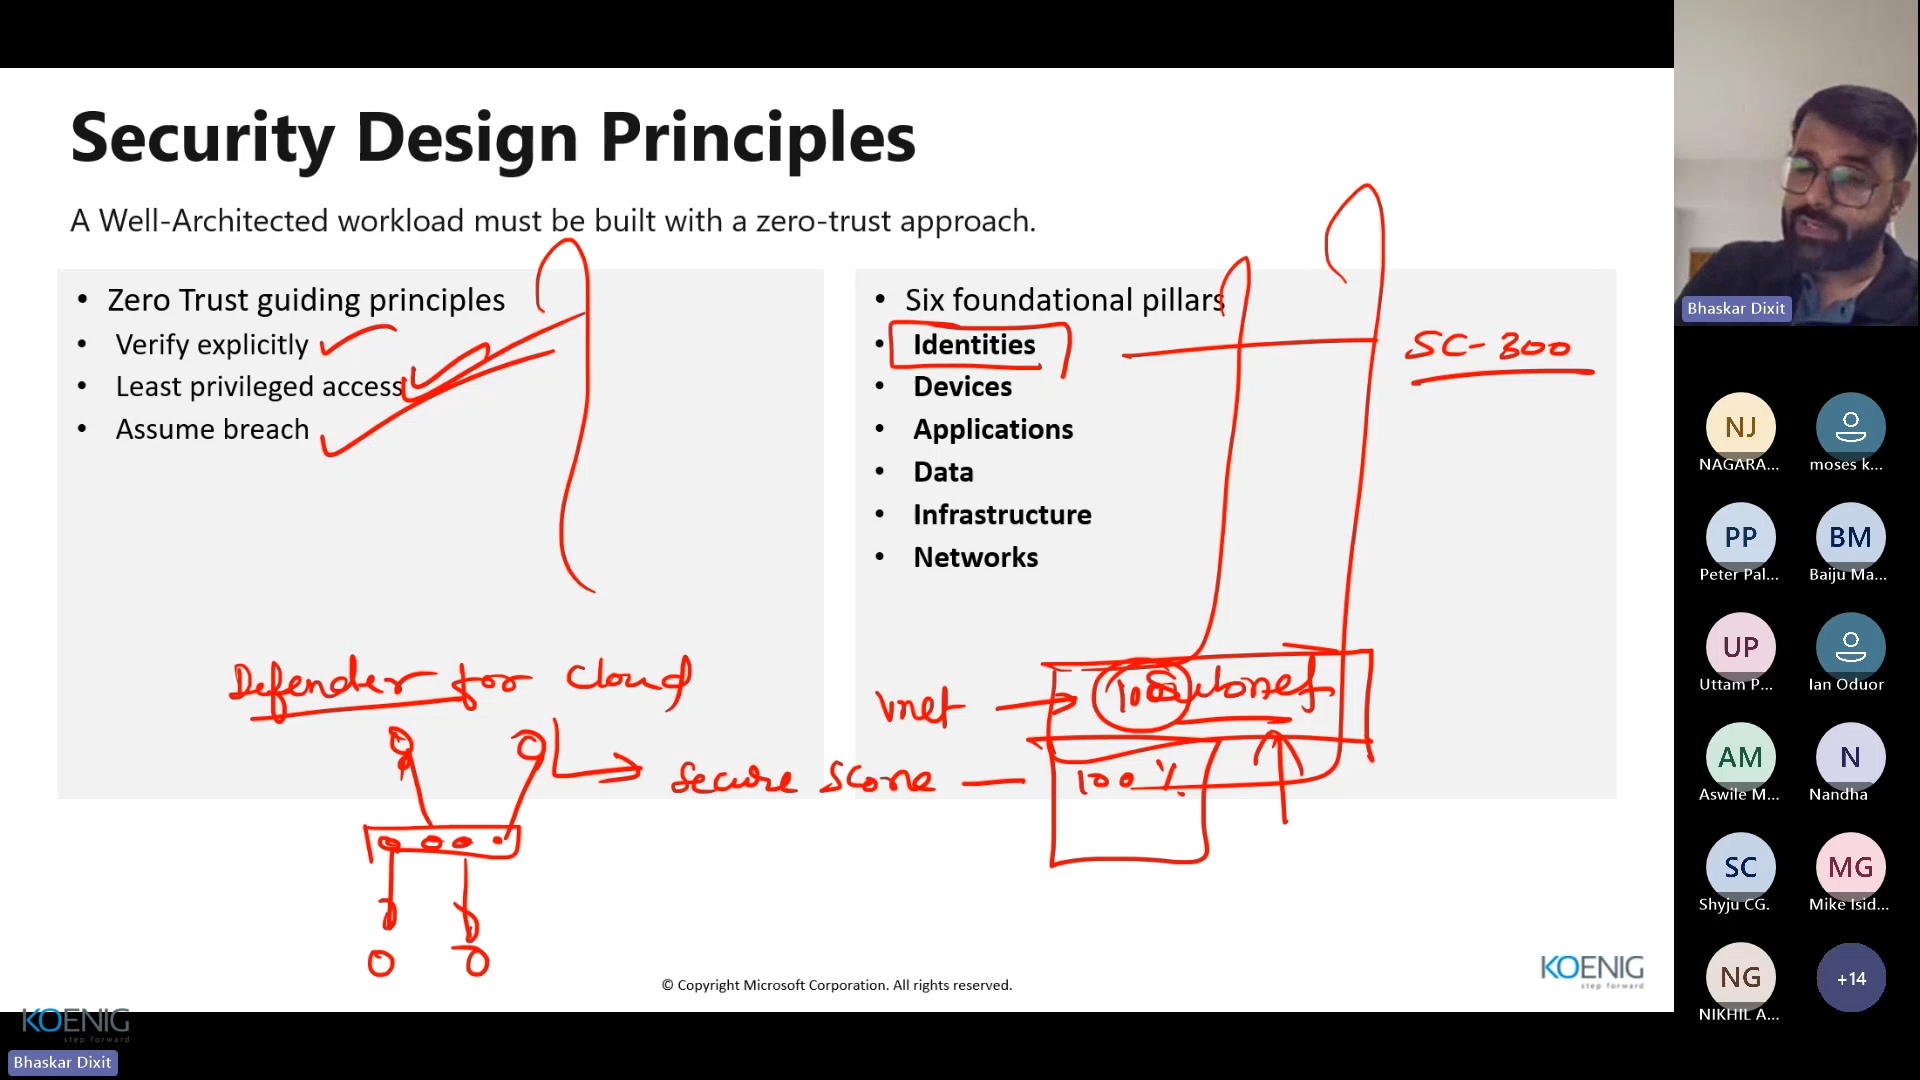 Security Design Principles
A Well-Architected workload must be built with a zero-trust approach.
• Zero Trust guiding principles
• Verify explicitly
• Least privileged access
• Assume breach
• Six foundational pillars
• Identities
• Devices
• Applications
• Data
• Infrastructure
• Networks
SC-300
Defender for Cloud
Vnet
100
Secure Score
100 %
© Copyright Microsoft Corporation. All rights reserved.
KOENIG
step forward
KOENIG
step forward
Bhaskar Dixit
Bhaskar Dixit
NJ
NAGARA...
moses k...
PP
Peter Pal...
BM
Baiju Ma...
UP
Uttam P...
Ian Oduor
AM
Aswile M...
N
Nandha
SC
Shyju CG.
MG
Mike Isid...
NG
NIKHIL A...
+14